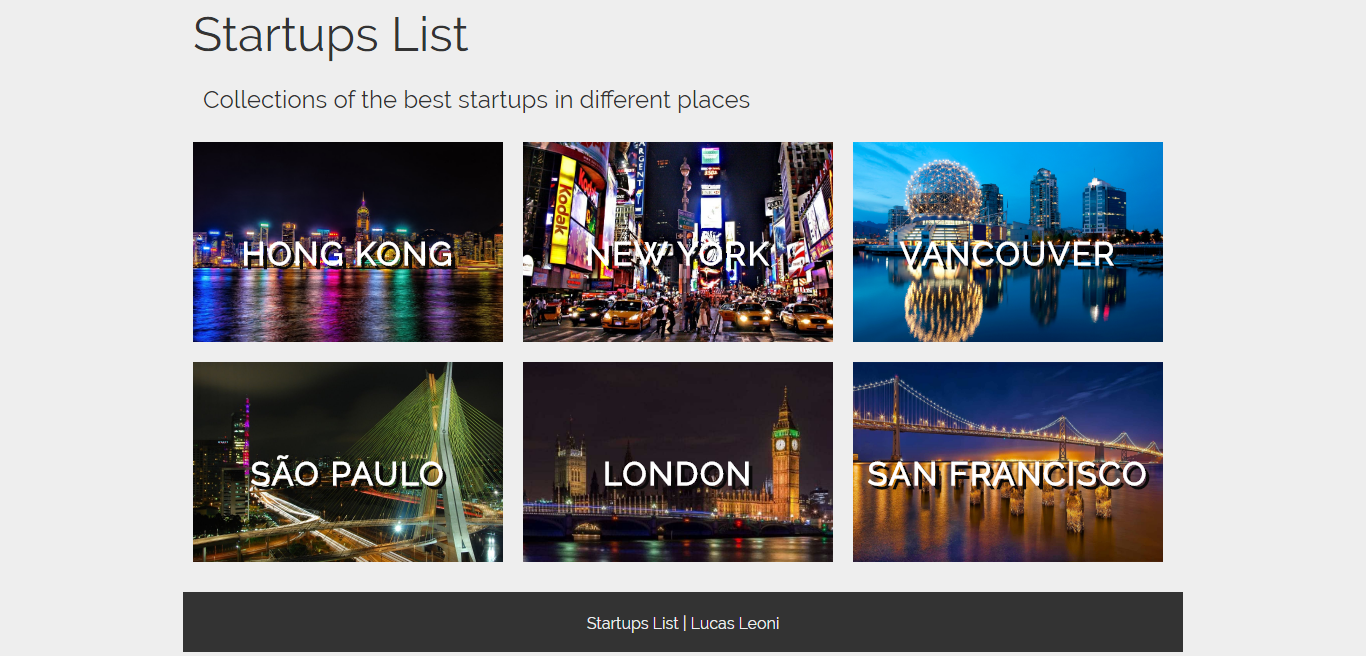 Startups List
Collections of the best startups in different places
HONG KONG
NEW YORK
VANCOUVER
Kodak
SÃO PAULO
LONDON
SAN FRANCISCO
Startups List | Lucas Leoni